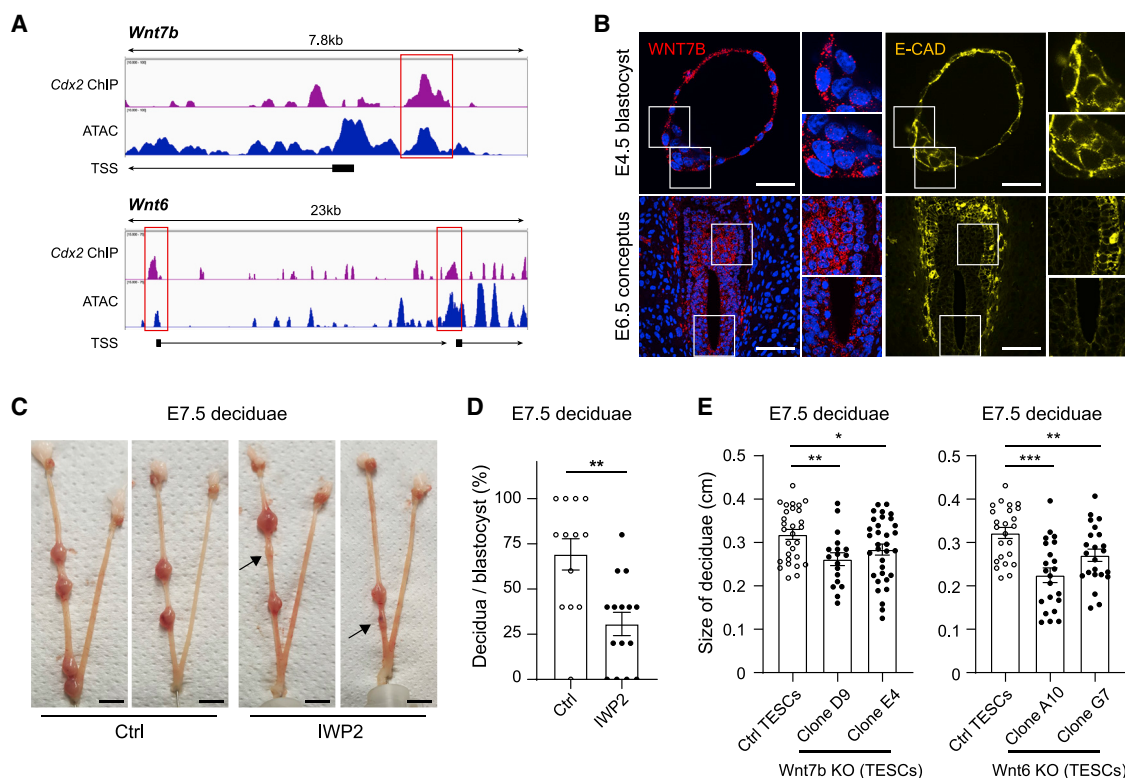 A
Wnt7b
7.8kb
Cdx2 ChIP
ATAC
TSS
Wnt6
23kb
Cdx2 ChIP
ATAC
TSS
B
WNT7B
E-CAD
E4.5 blastocyst
E6.5 conceptus
C
E7.5 deciduae
Ctrl
IWP2
D
E7.5 deciduae
**
Decidua / blastocyst (%)
100
75
50
25
0
Ctrl
IWP2
E
E7.5 deciduae
*
**
Size of deciduae (cm)
0.5
0.4
0.3
0.2
0.1
0
Ctrl TESCs
Clone D9
Clone E4
Wnt7b KO (TESCs)
E7.5 deciduae
**
***
0.5
0.4
0.3
0.2
0.1
0
Ctrl TESCs
Clone A10
Clone G7
Wnt6 KO (TESCs)